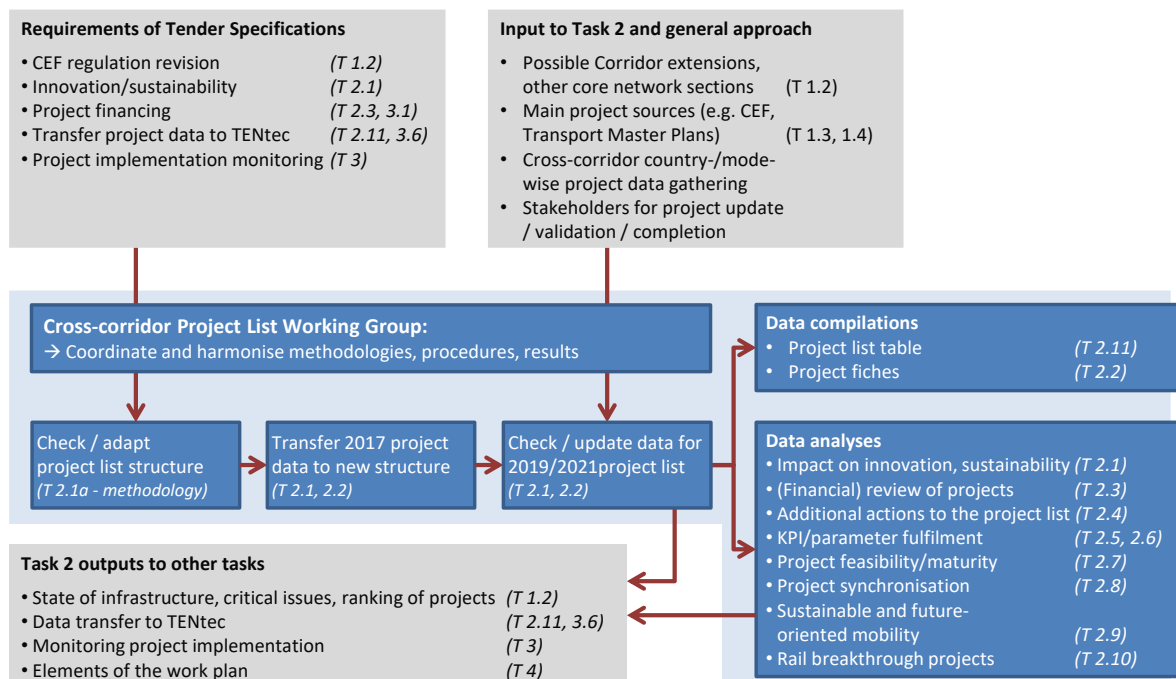 Requirements of Tender Specifications
• CEF regulation revision (T 1.2)
• Innovation/sustainability (T 2.1)
• Project financing (T 2.3, 3.1)
• Transfer project data to TENtec (T 2.11, 3.6)
• Project implementation monitoring (T 3)
Input to Task 2 and general approach
• Possible Corridor extensions,
other core network sections (T 1.2)
• Main project sources (e.g. CEF,
Transport Master Plans) (T 1.3, 1.4)
• Cross-corridor country-/mode-
wise project data gathering
• Stakeholders for project update
/ validation / completion
Cross-corridor Project List Working Group:
→ Coordinate and harmonise methodologies, procedures, results
Check / adapt
project list structure
(T 2.1a - methodology)
Transfer 2017 project
data to new structure
(T 2.1, 2.2)
Check / update data for
2019/2021project list
(T 2.1, 2.2)
Data compilations
• Project list table (T 2.11)
• Project fiches (T 2.2)
Data analyses
• Impact on innovation, sustainability (T 2.1)
• (Financial) review of projects (T 2.3)
• Additional actions to the project list (T 2.4)
• KPI/parameter fulfilment (T 2.5, 2.6)
• Project feasibility/maturity (T 2.7)
• Project synchronisation (T 2.8)
• Sustainable and future-
oriented mobility (T 2.9)
• Rail breakthrough projects (T 2.10)
Task 2 outputs to other tasks
• State of infrastructure, critical issues, ranking of projects (T 1.2)
• Data transfer to TENtec (T 2.11, 3.6)
• Monitoring project implementation (T 3)
• Elements of the work plan (T 4)